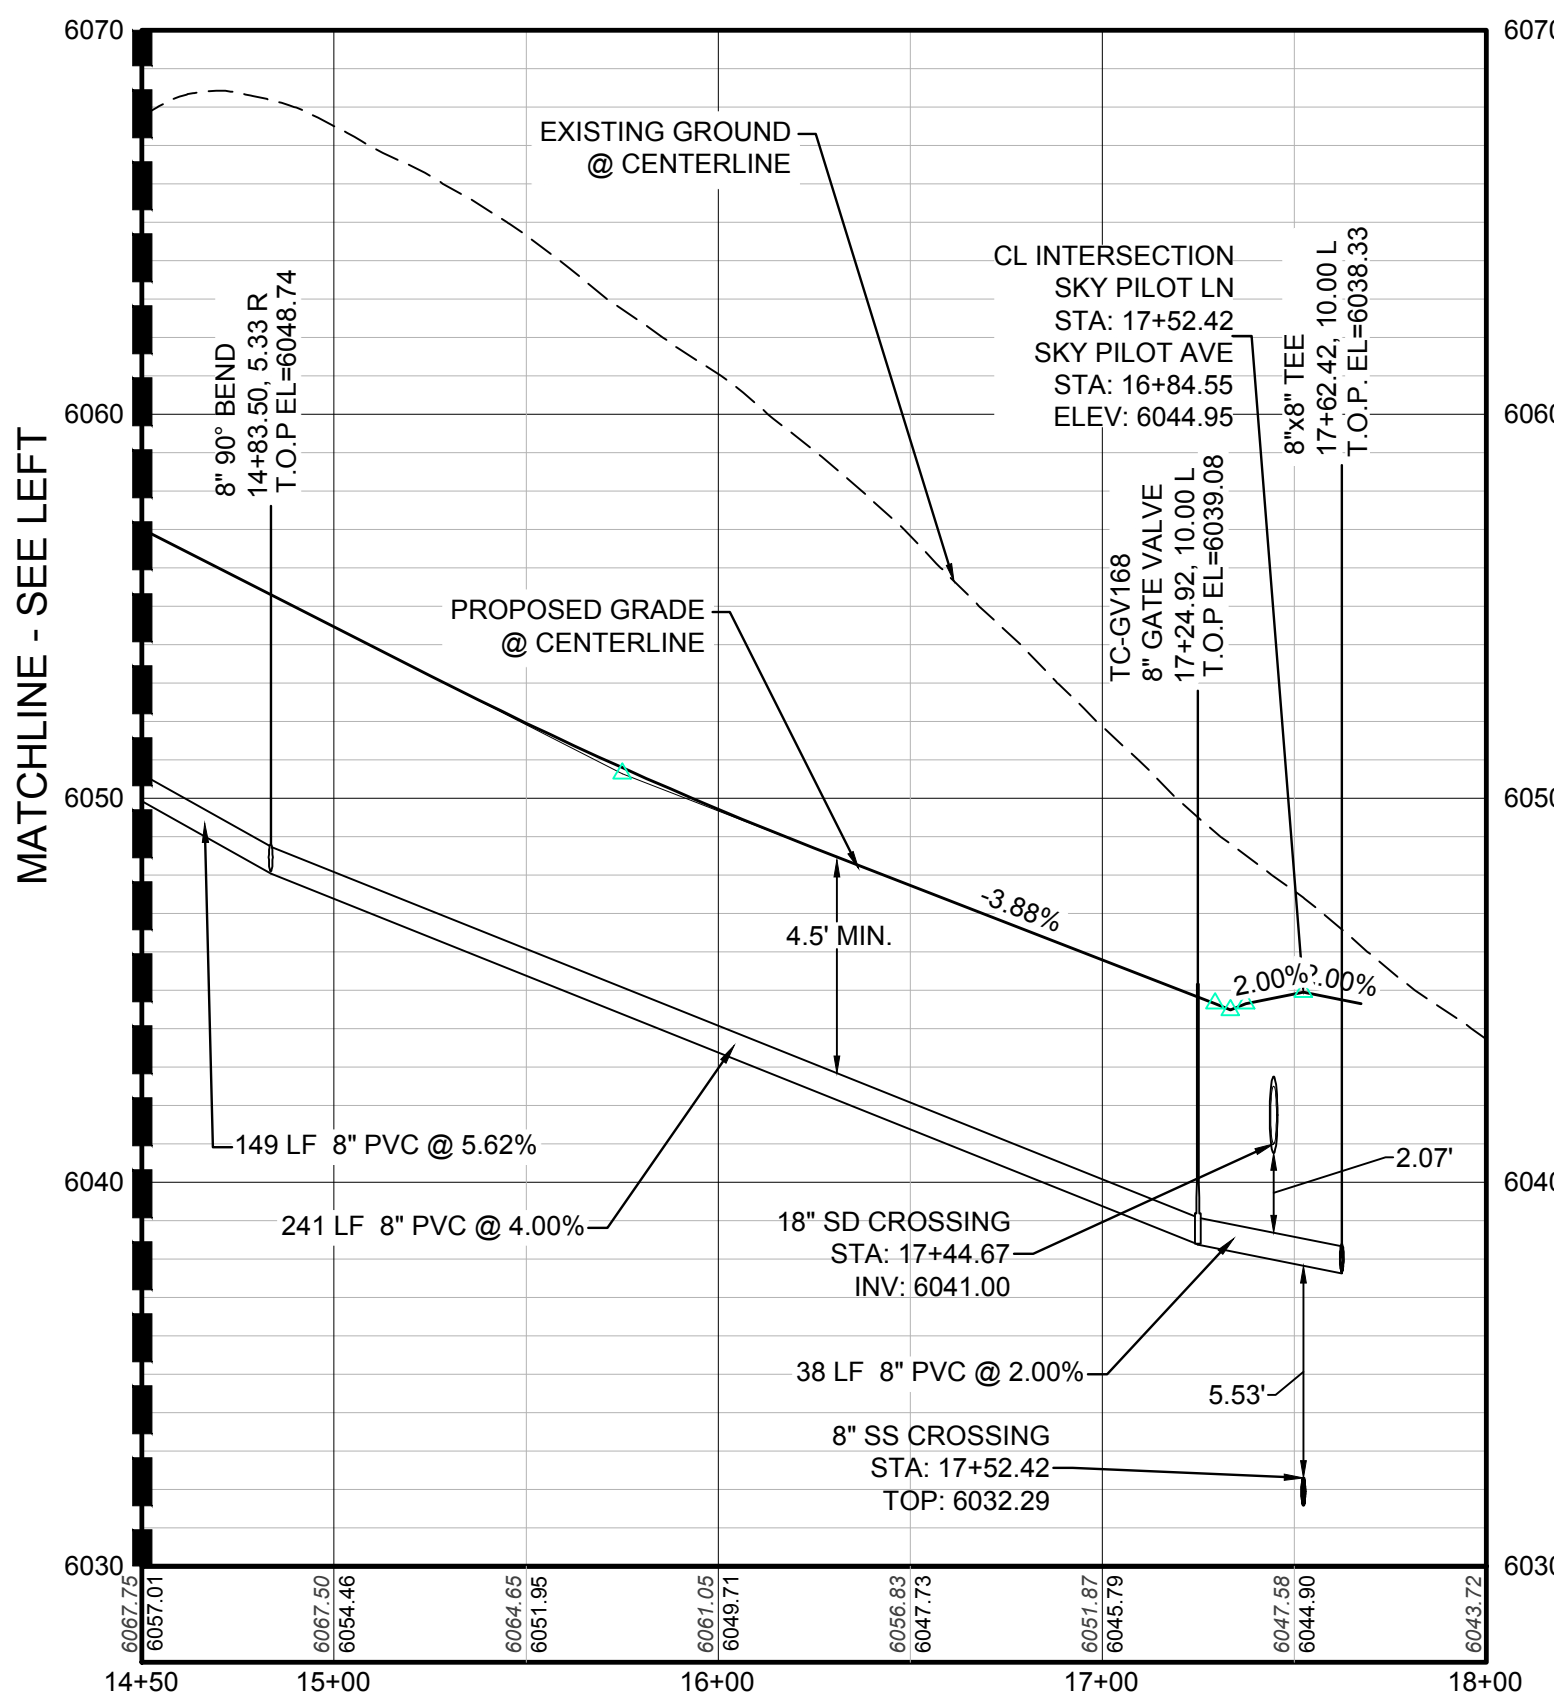 6070
6070
EXISTING GROUND
@ CENTERLINE
CL INTERSECTION
SKY PILOT LN
STA: 17+52.42
SKY PILOT AVE
STA: 16+84.55
ELEV: 6044.95
8"x8" TEE
17+62.42, 10.00 L
T.O.P. EL=6038.33
8" 90° BEND
14+83.50, 5.33 R
T.O.P EL=6048.74
6060
6060
MATCHLINE - SEE LEFT
TC-GV168
8" GATE VALVE
17+24.92, 10.00 L
T.O.P EL=6039.08
PROPOSED GRADE
@ CENTERLINE
6050
6050
-3.88%
4.5' MIN.
2.00%
2.00%
149 LF 8" PVC @ 5.62%
2.07'
6040
6040
241 LF 8" PVC @ 4.00%
18" SD CROSSING
STA: 17+44.67
INV: 6041.00
38 LF 8" PVC @ 2.00%
5.53'
8" SS CROSSING
STA: 17+52.42
TOP: 6032.29
6030
6030
6067.75
6057.01
6067.50
6054.46
6064.65
6051.95
6061.05
6049.71
6056.83
6047.73
6051.87
6045.79
6047.58
6044.90
6043.72
14+50 15+00 16+00 17+00 18+00